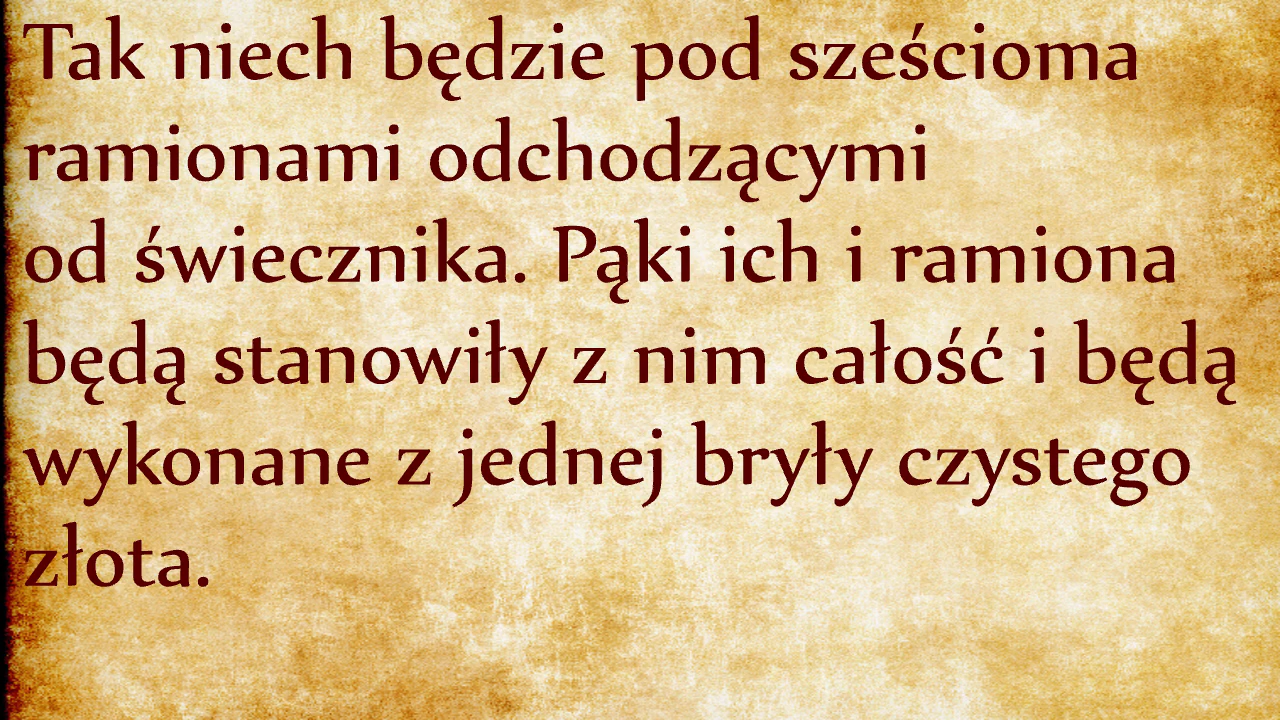 Tak niech będzie pod sześcioma
ramionami odchodzącymi
od świecznika. Pąki ich i ramiona
będą stanowiły z nim całość i będą
wykonane z jednej bryły czystego
złota.